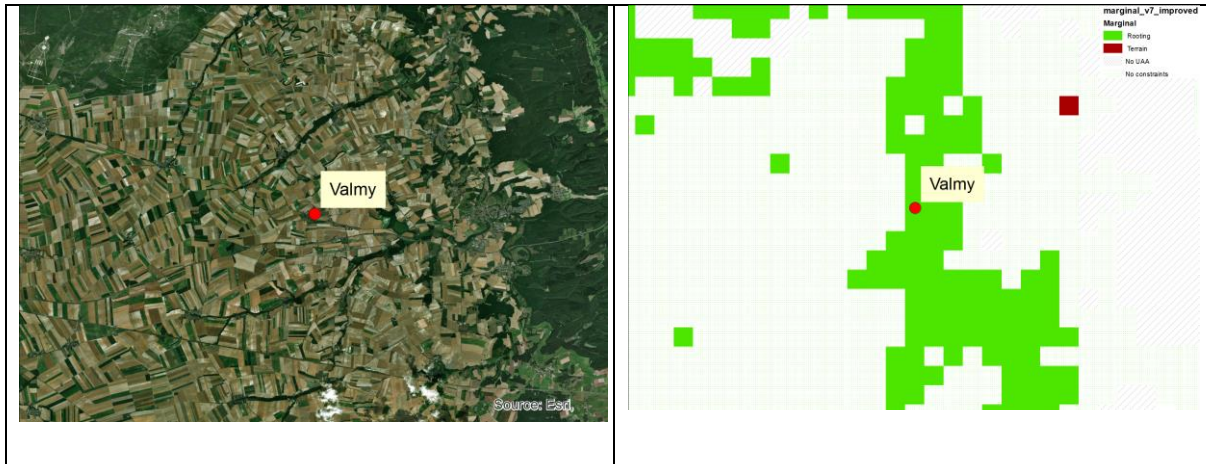 Valmy
Source: Esri,
marginal_v7_improved
Marginal
Rooting
Terrain
No UAA
No constraints
Valmy